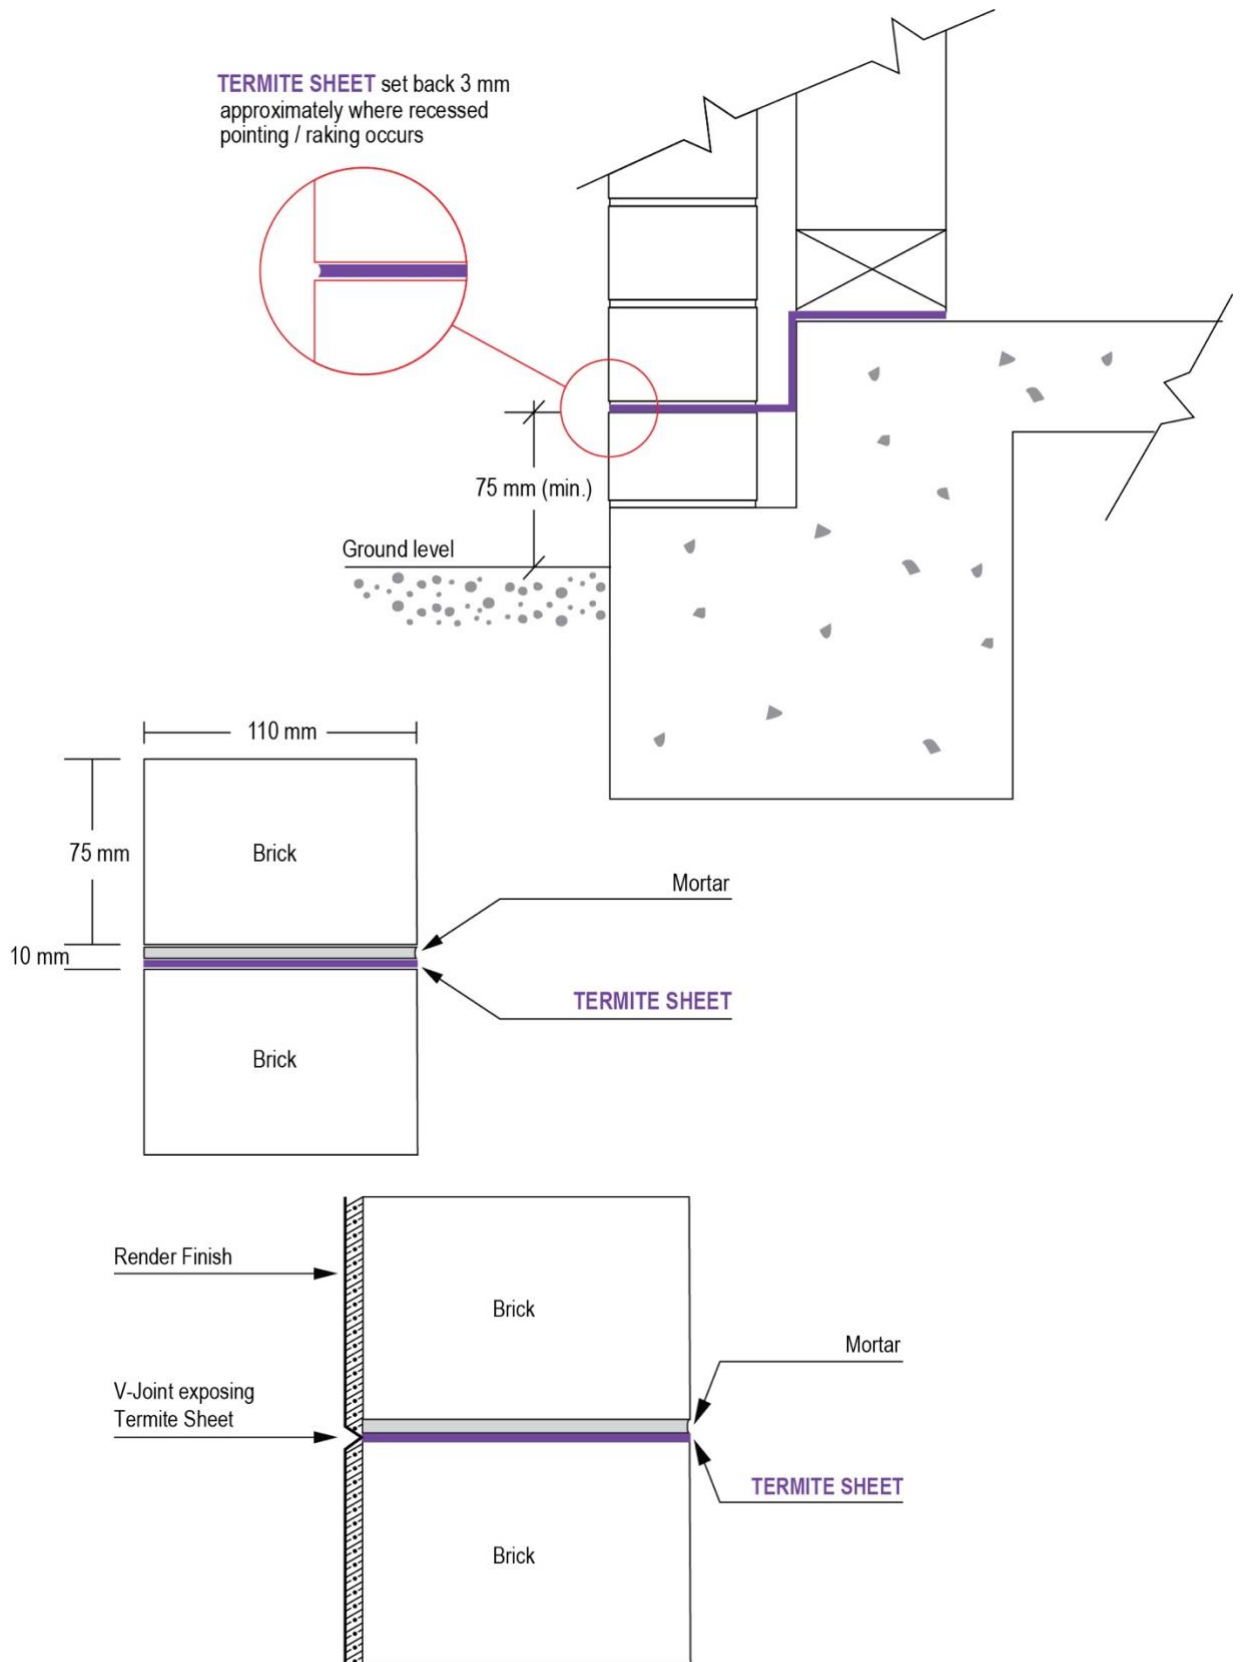 TERMITE SHEET set back 3 mm
approximately where recessed
pointing / raking occurs
75 mm (min.)
Ground level
110 mm
75 mm
Brick
Mortar
10 mm
TERMITE SHEET
Brick
Render Finish
Brick
Mortar
V-Joint exposing
Termite Sheet
TERMITE SHEET
Brick